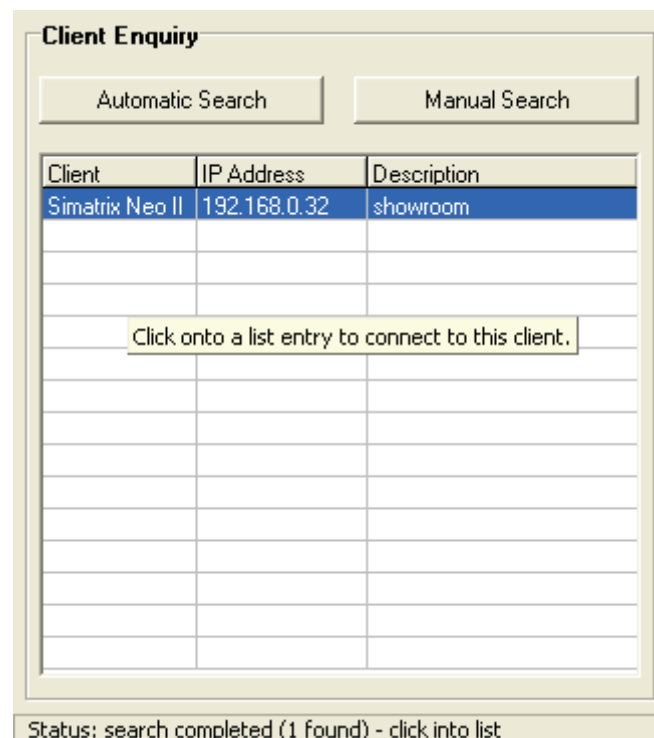 Client Enquiry
Automatic Search Manual Search
Client IP Address Description
Simatrix Neo II 192.168.0.32 showroom
Click onto a list entry to connect to this client.
Status: search completed (1 found) - click into list